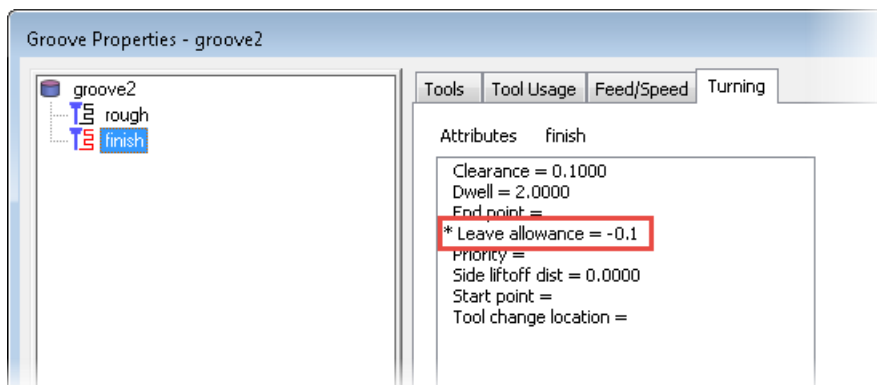 Groove Properties - groove2
groove2
rough
finish
Tools Tool Usage Feed/Speed Turning
Attributes finish
Clearance = 0.1000
Dwell = 2.0000
End point =
* Leave allowance = -0.1
Priority =
Side liftoff dist = 0.0000
Start point =
Tool change location =